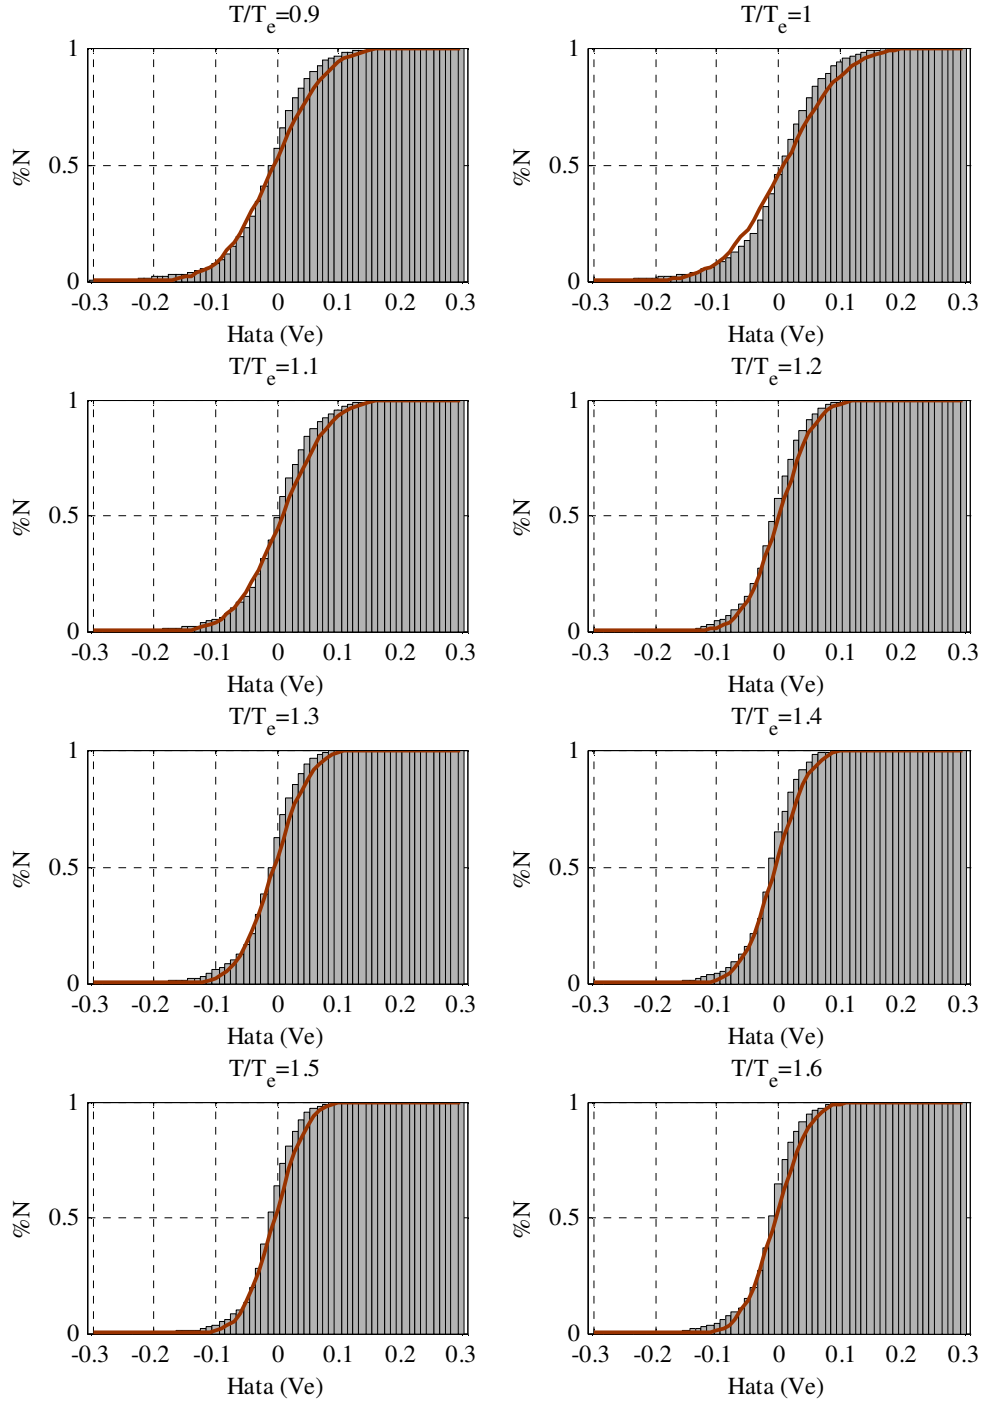 T/Te=0.9
T/Te=1
1
0.5
0
%N
-0.3 -0.2 -0.1 0 0.1 0.2 0.3
Hata (Ve)
1
0.5
0
%N
-0.3 -0.2 -0.1 0 0.1 0.2 0.3
Hata (Ve)
T/Te=1.1
T/Te=1.2
1
0.5
0
%N
-0.3 -0.2 -0.1 0 0.1 0.2 0.3
Hata (Ve)
1
0.5
0
%N
-0.3 -0.2 -0.1 0 0.1 0.2 0.3
Hata (Ve)
T/Te=1.3
T/Te=1.4
1
0.5
0
%N
-0.3 -0.2 -0.1 0 0.1 0.2 0.3
Hata (Ve)
1
0.5
0
%N
-0.3 -0.2 -0.1 0 0.1 0.2 0.3
Hata (Ve)
T/Te=1.5
T/Te=1.6
1
0.5
0
%N
-0.3 -0.2 -0.1 0 0.1 0.2 0.3
Hata (Ve)
1
0.5
0
%N
-0.3 -0.2 -0.1 0 0.1 0.2 0.3
Hata (Ve)